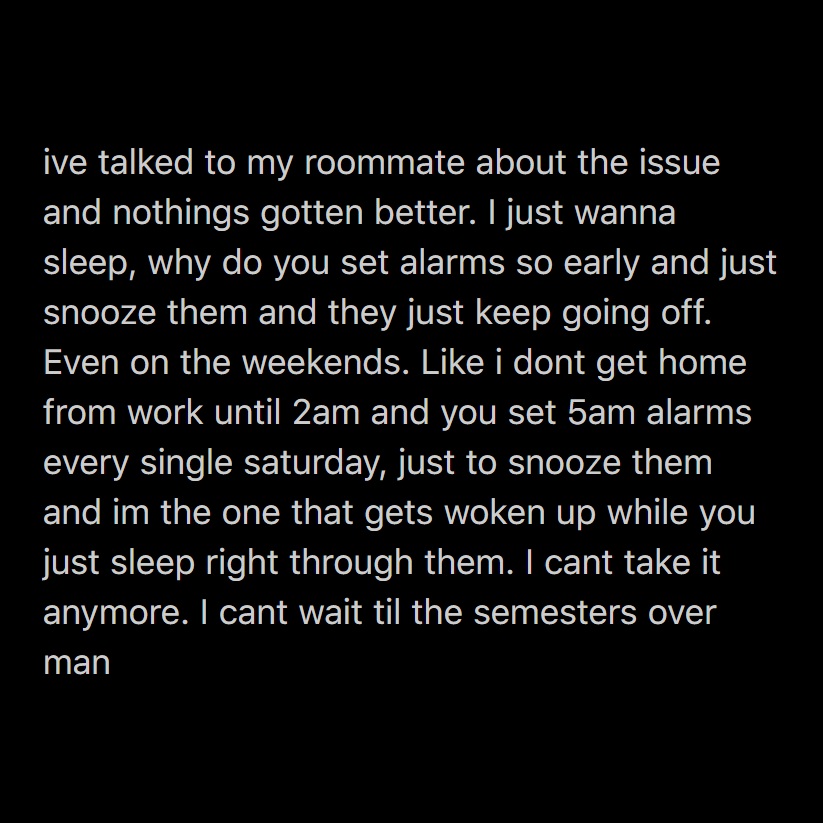 ive talked to my roommate about the issue
and nothings gotten better. I just wanna
sleep, why do you set alarms so early and just
snooze them and they just keep going off.
Even on the weekends. Like i dont get home
from work until 2am and you set 5am alarms
every single saturday, just to snooze them
and im the one that gets woken up while you
just sleep right through them. I cant take it
anymore. I cant wait til the semesters over
man